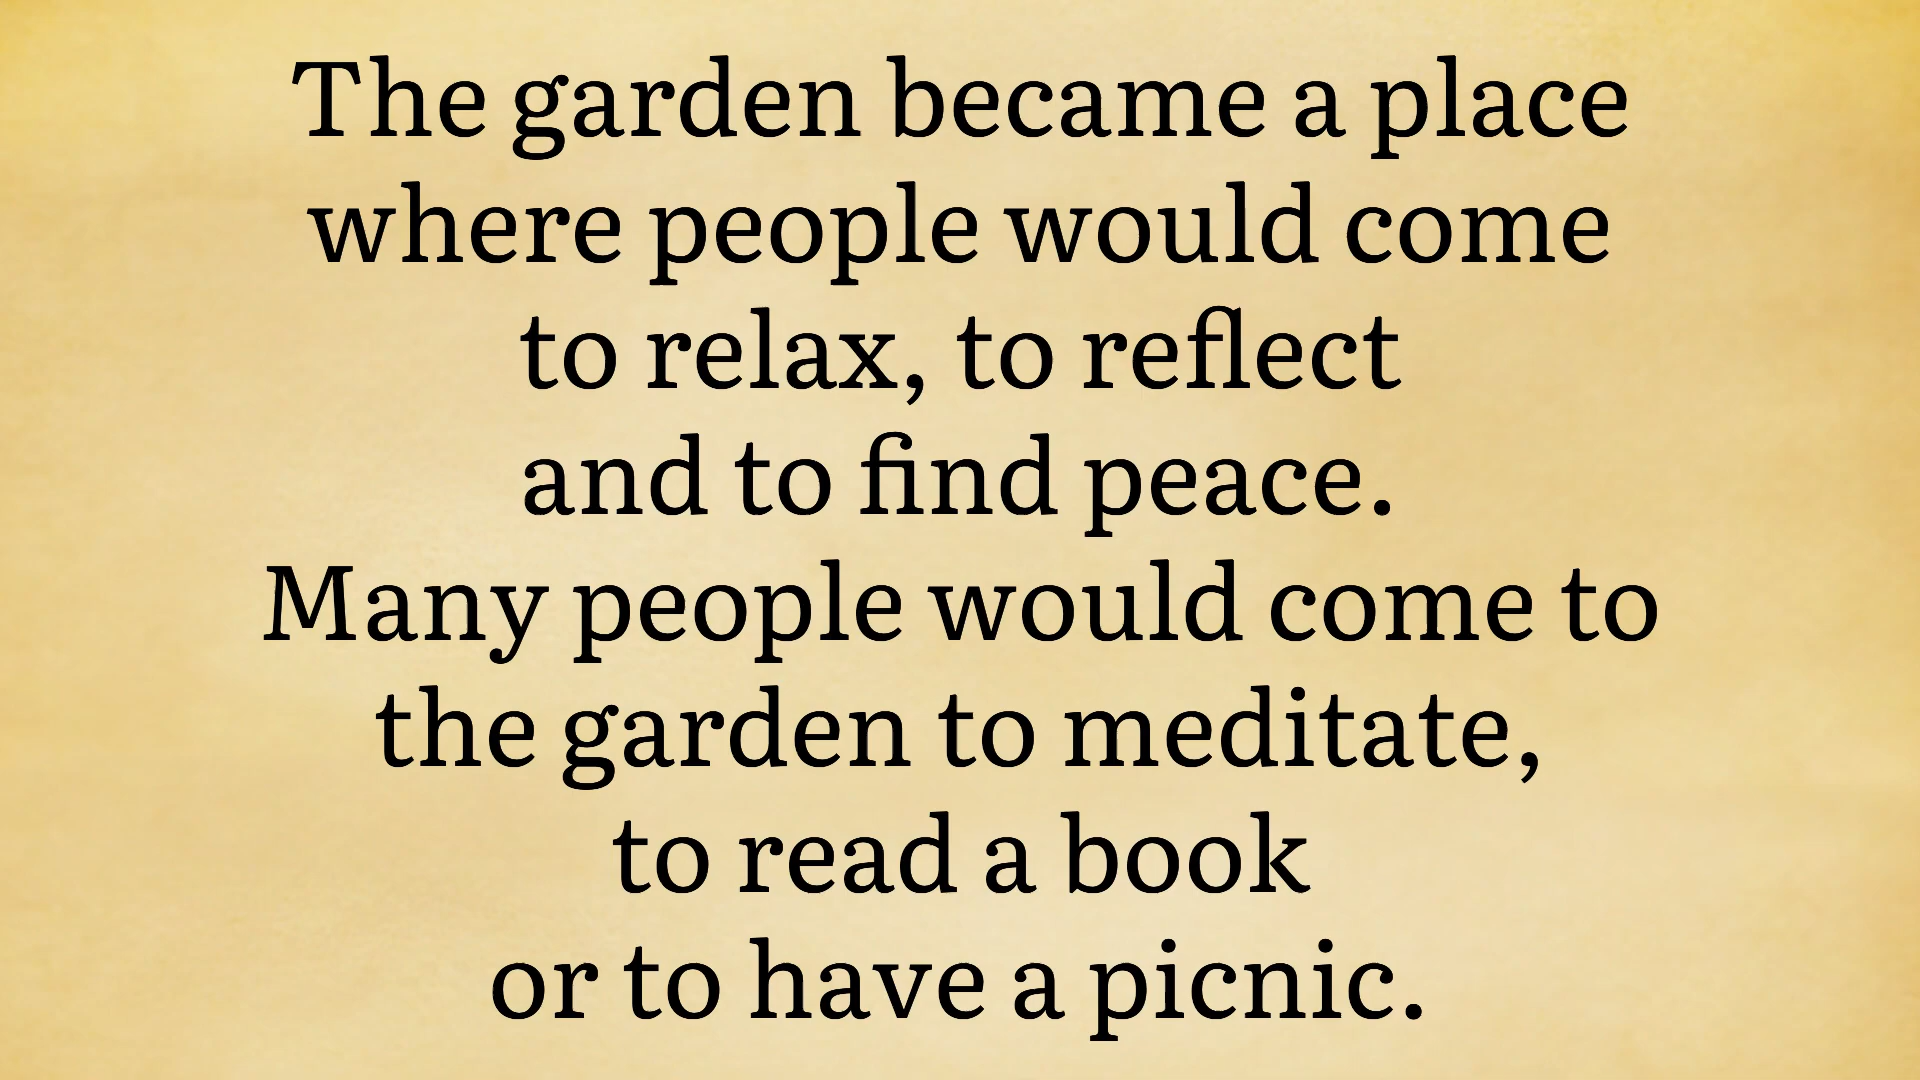 The garden became a place
where people would come
to relax, to reflect
and to find peace.
Many people would come to
the garden to meditate,
to read a book
or to have a picnic.